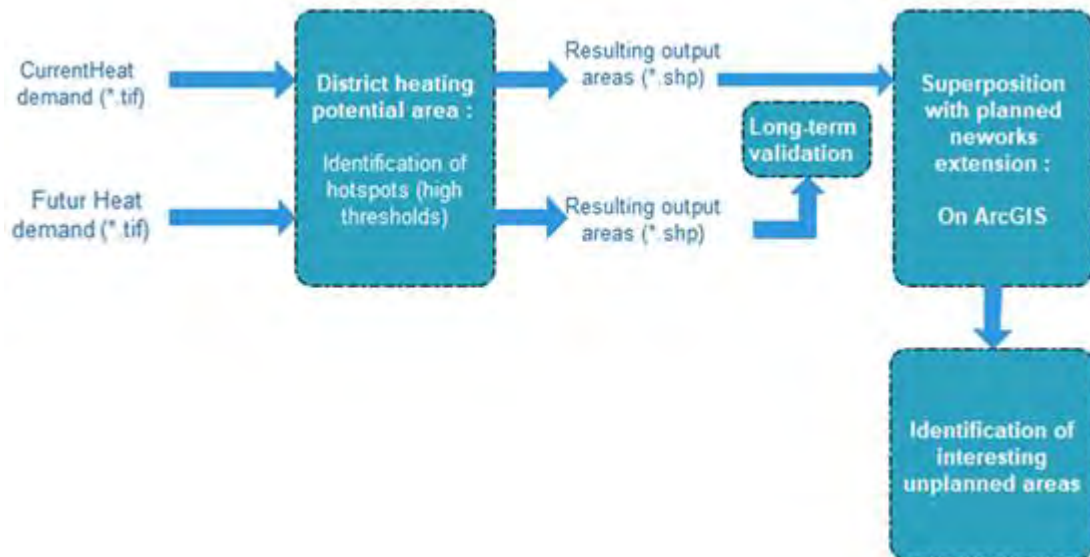 CurrentHeat
demand (*.tif)
Futur Heat
demand (*.tif)
District heating
potential area :
Identification of
hotspots (high
thresholds)
Resulting output
areas (*.shp)
Resulting output
areas (*.shp)
Long-term
validation
Superposition
with planned
neworks
extension :
On ArcGIS
Identification of
interesting
unplanned areas